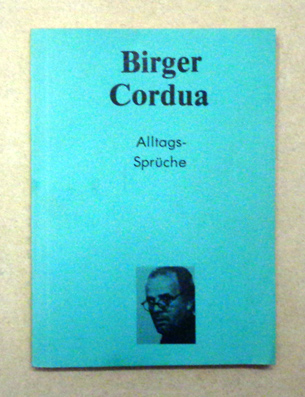 Birger
Cordua
Alltags-
Sprüche